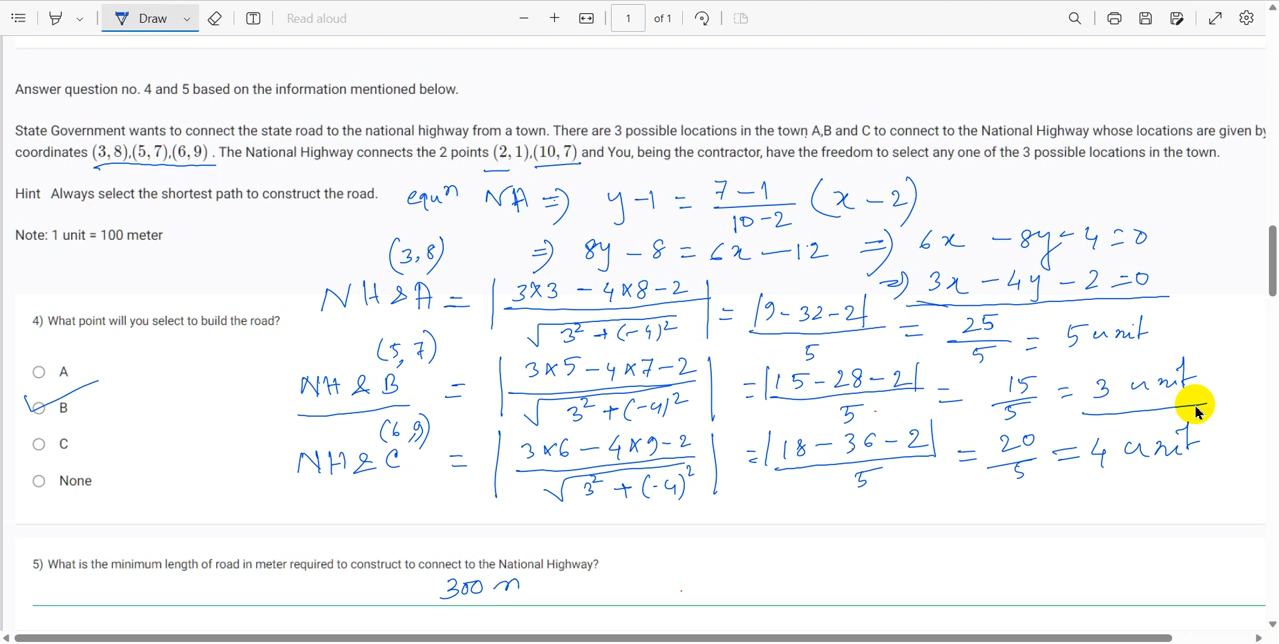 Draw
Read aloud
1 of 1
Answer question no. 4 and 5 based on the information mentioned below.
State Government wants to connect the state road to the national highway from a town. There are 3 possible locations in the town A,B and C to connect to the National Highway whose locations are given by
coordinates (3, 8),(5, 7),(6, 9) . The National Highway connects the 2 points (2, 1),(10, 7) and You, being the contractor, have the freedom to select any one of the 3 possible locations in the town.
Hint Always select the shortest path to construct the road.
equⁿ NH ⇒ y-1 = 7-1/10-2 (x-2)
Note: 1 unit = 100 meter
⇒ 8y - 8 = 6x - 12 ⇒ 6x - 8y - 4 = 0
⇒ 3x - 4y - 2 = 0
(3, 8)
NH & A = |3×3 - 4×8 - 2 / √3² + (-4)²| = |9 - 32 - 2|/5 = 25/5 = 5 unit
4) What point will you select to build the road?
(5, 7)
A
NH & B = |3×5 - 4×7 - 2 / √3² + (-4)²| = |15 - 28 - 2|/5 = 15/5 = 3 unit
B
(6, 9)
C
NH & C = |3×6 - 4×9 - 2 / √3² + (-4)²| = |18 - 36 - 2|/5 = 20/5 = 4 unit
None
5) What is the minimum length of road in meter required to construct to connect to the National Highway?
300 m